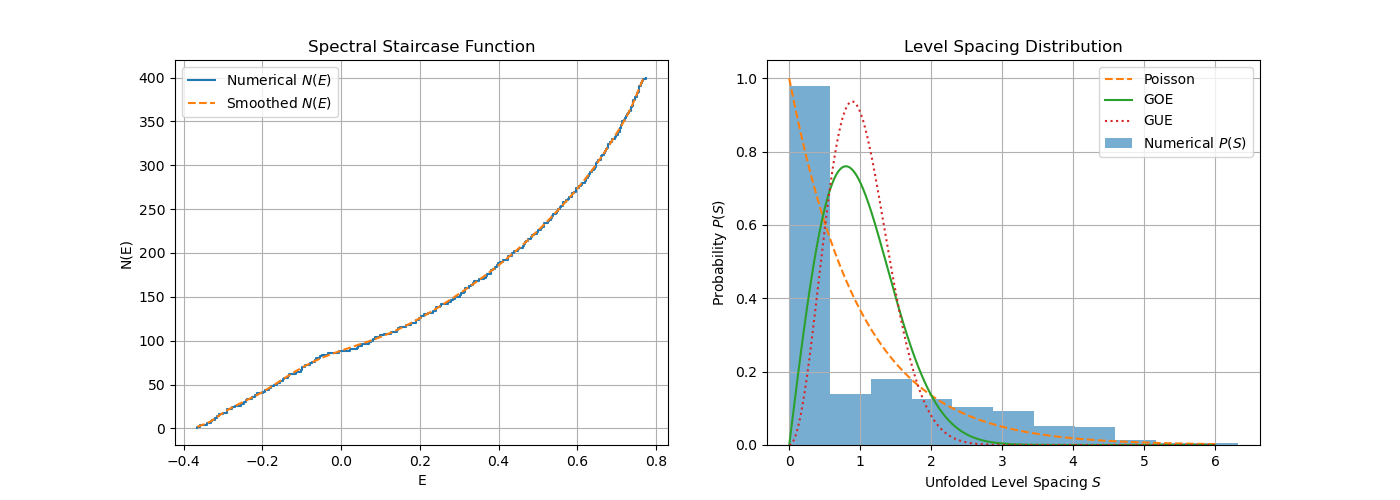 Spectral Staircase Function
Numerical N(E)
Smoothed N(E)
N(E)
400
350
300
250
200
150
100
50
0
−0.4 −0.2 0.0 0.2 0.4 0.6 0.8
E
Level Spacing Distribution
Poisson
GOE
GUE
Numerical P(S)
Probability P(S)
1.0
0.8
0.6
0.4
0.2
0.0
0 1 2 3 4 5 6
Unfolded Level Spacing S